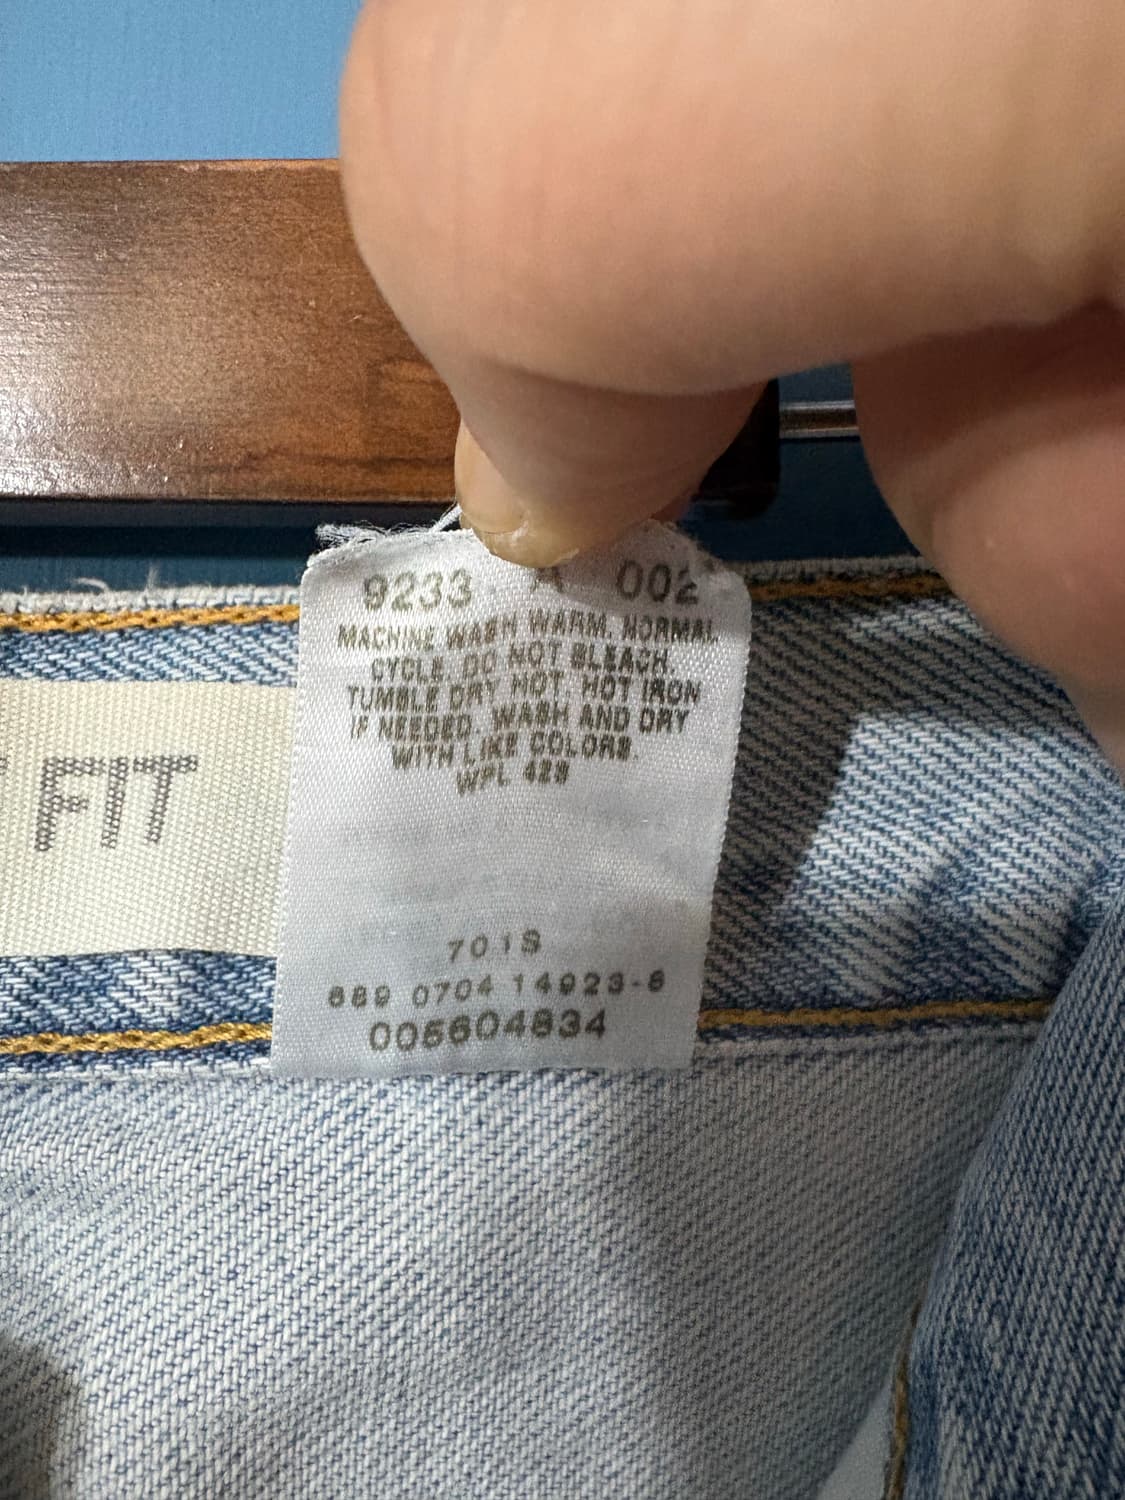 9233 A 002
MACHINE WASH WARM. NORMAL
CYCLE. DO NOT BLEACH.
TUMBLE DRY HOT. HOT IRON
IF NEEDED. WASH AND DRY
WITH LIKE COLORS.
WPL 423
FIT
701S
689 0704 14923-6
005604834